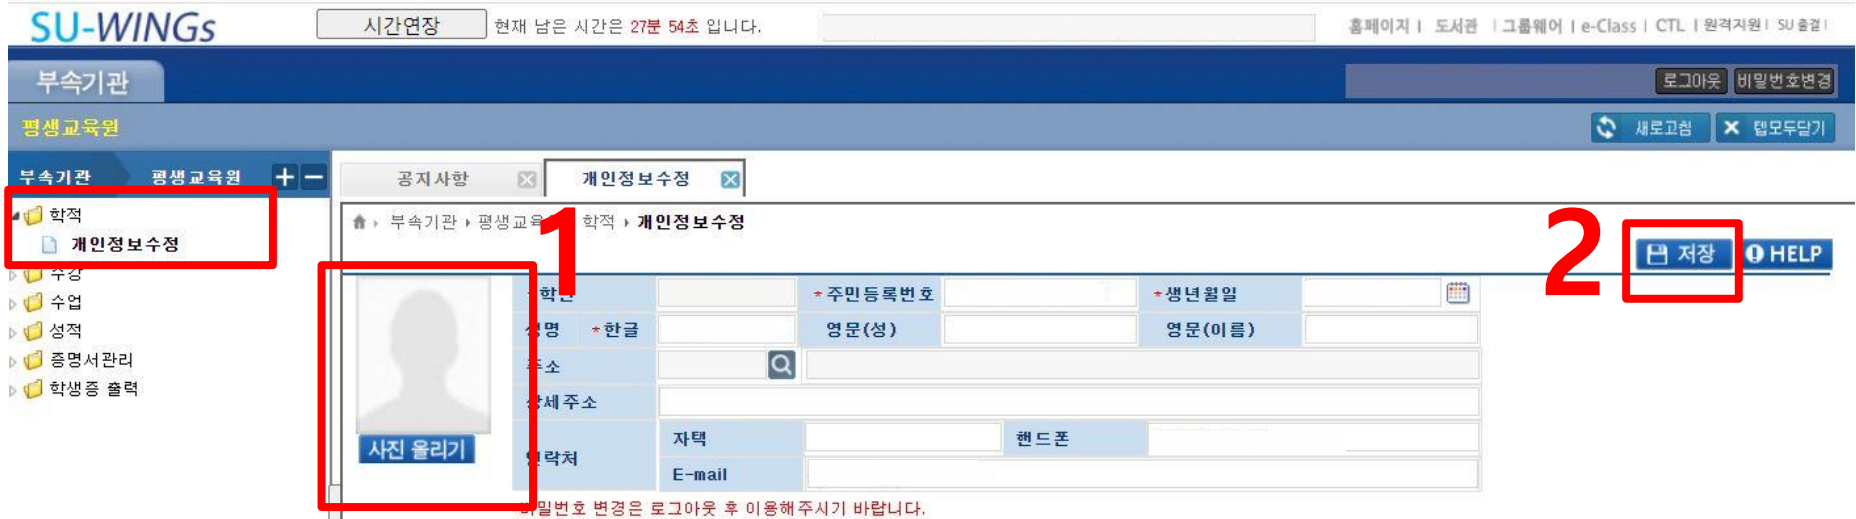 SU-WINGs 시간연장 현재 남은 시간은 27분 54초 입니다. 홈페이지 | 도서관 | 그룹웨어 | e-Class | CTL | 원격지원 | SU 출결 |
부속기관 로그아웃 비밀번호변경
평생교육원 새로고침 탭모두닫기
부속기관 평생교육원
공지사항 개인정보수정
학적
개인정보수정
수강
수업
성적
증명서관리
학생증 출력
부속기관 평생교육 학적 개인정보수정
1
2
저장 HELP
사진 올리기
*주민등록번호 *생년월일
성명 *한글 영문(성) 영문(이름)
주소
상세주소
연락처 자택 핸드폰
E-mail
비밀번호 변경은 로그아웃 후 이용해주시기 바랍니다.